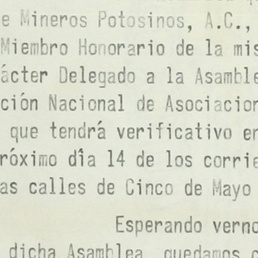 e Mineros Potosinos, A.C.,
Miembro Honorario de la mis
ácter Delegado a la Asamble
ción Nacional de Asociacion
que tendrá verificativo en
róximo día 14 de los corrie
as calles de Cinco de Mayo
Esperando verno
dicha Asamblea, quedamos